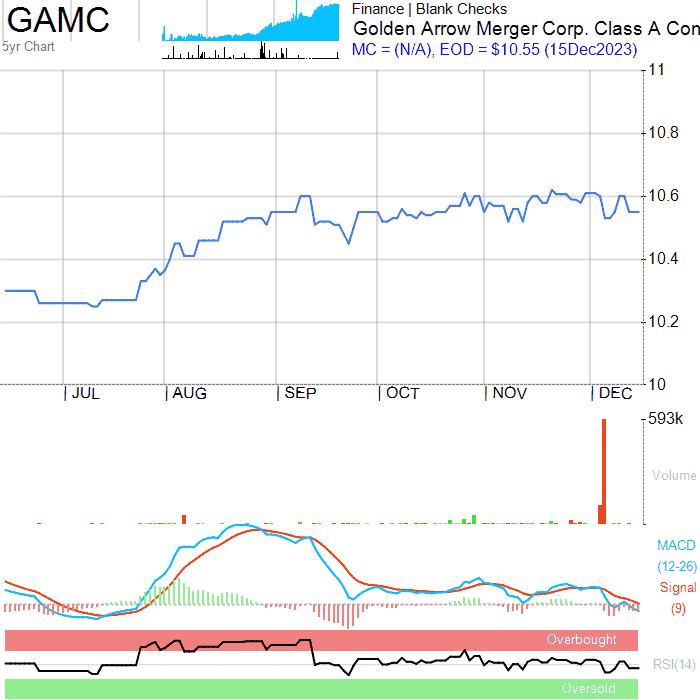 GAMC
5yr Chart
Finance | Blank Checks
Golden Arrow Merger Corp. Class A Con
MC = (N/A), EOD = $10.55 (15Dec2023)
11
10.8
10.6
10.4
10.2
10
JUL AUG SEP OCT NOV DEC
593k
Volume
MACD
(12-26)
Signal
(9)
Overbought
RSI(14)
Oversold